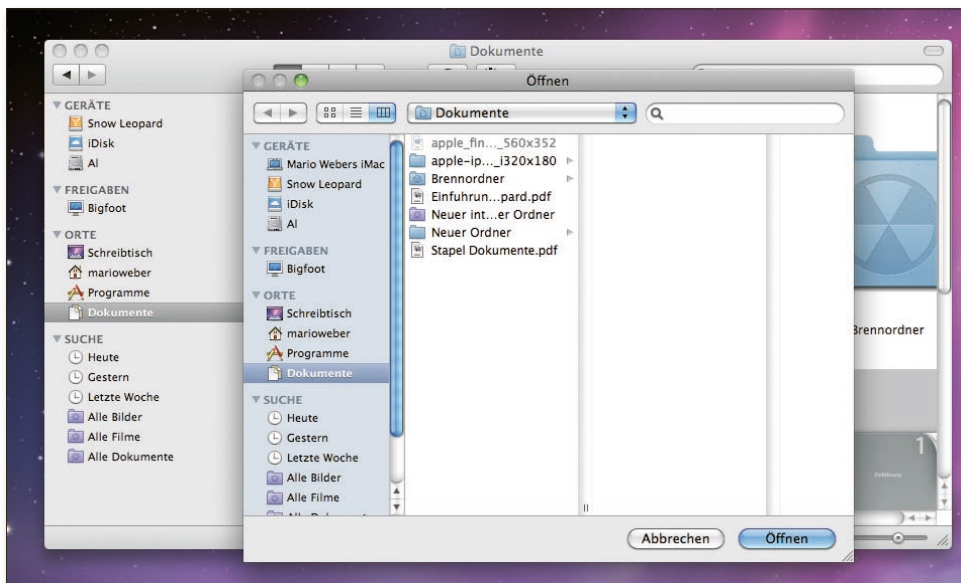 Dokumente
GERÄTE
Snow Leopard
iDisk
Al
FREIGABEN
Bigfoot
ORTE
Schreibtisch
marioweber
Programme
Dokumente
SUCHE
Heute
Gestern
Letzte Woche
Alle Bilder
Alle Filme
Alle Dokumente
Brennordner
1
Einführung
Öffnen
Dokumente
GERÄTE
Mario Webers iMac
Snow Leopard
iDisk
Al
FREIGABEN
Bigfoot
ORTE
Schreibtisch
marioweber
Programme
Dokumente
SUCHE
Heute
Gestern
Letzte Woche
Alle Bilder
Alle Filme
apple_fin..._560x352
apple-ip..._i320x180
Brennordner
Einfuhrun...pard.pdf
Neuer int...er Ordner
Neuer Ordner
Stapel Dokumente.pdf
Abbrechen
Öffnen